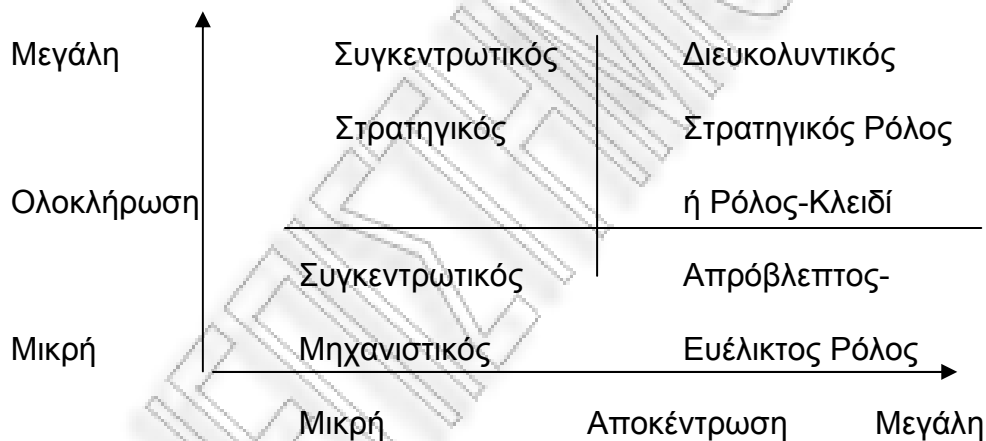 Μεγάλη Συγκεντρωτικός Διευκολυντικός
Στρατηγικός Στρατηγικός Ρόλος
Ολοκλήρωση ή Ρόλος-Κλειδί
Συγκεντρωτικός Απρόβλεπτος-
Μικρή Μηχανιστικός Ευέλικτος Ρόλος
Μικρή Αποκέντρωση Μεγάλη